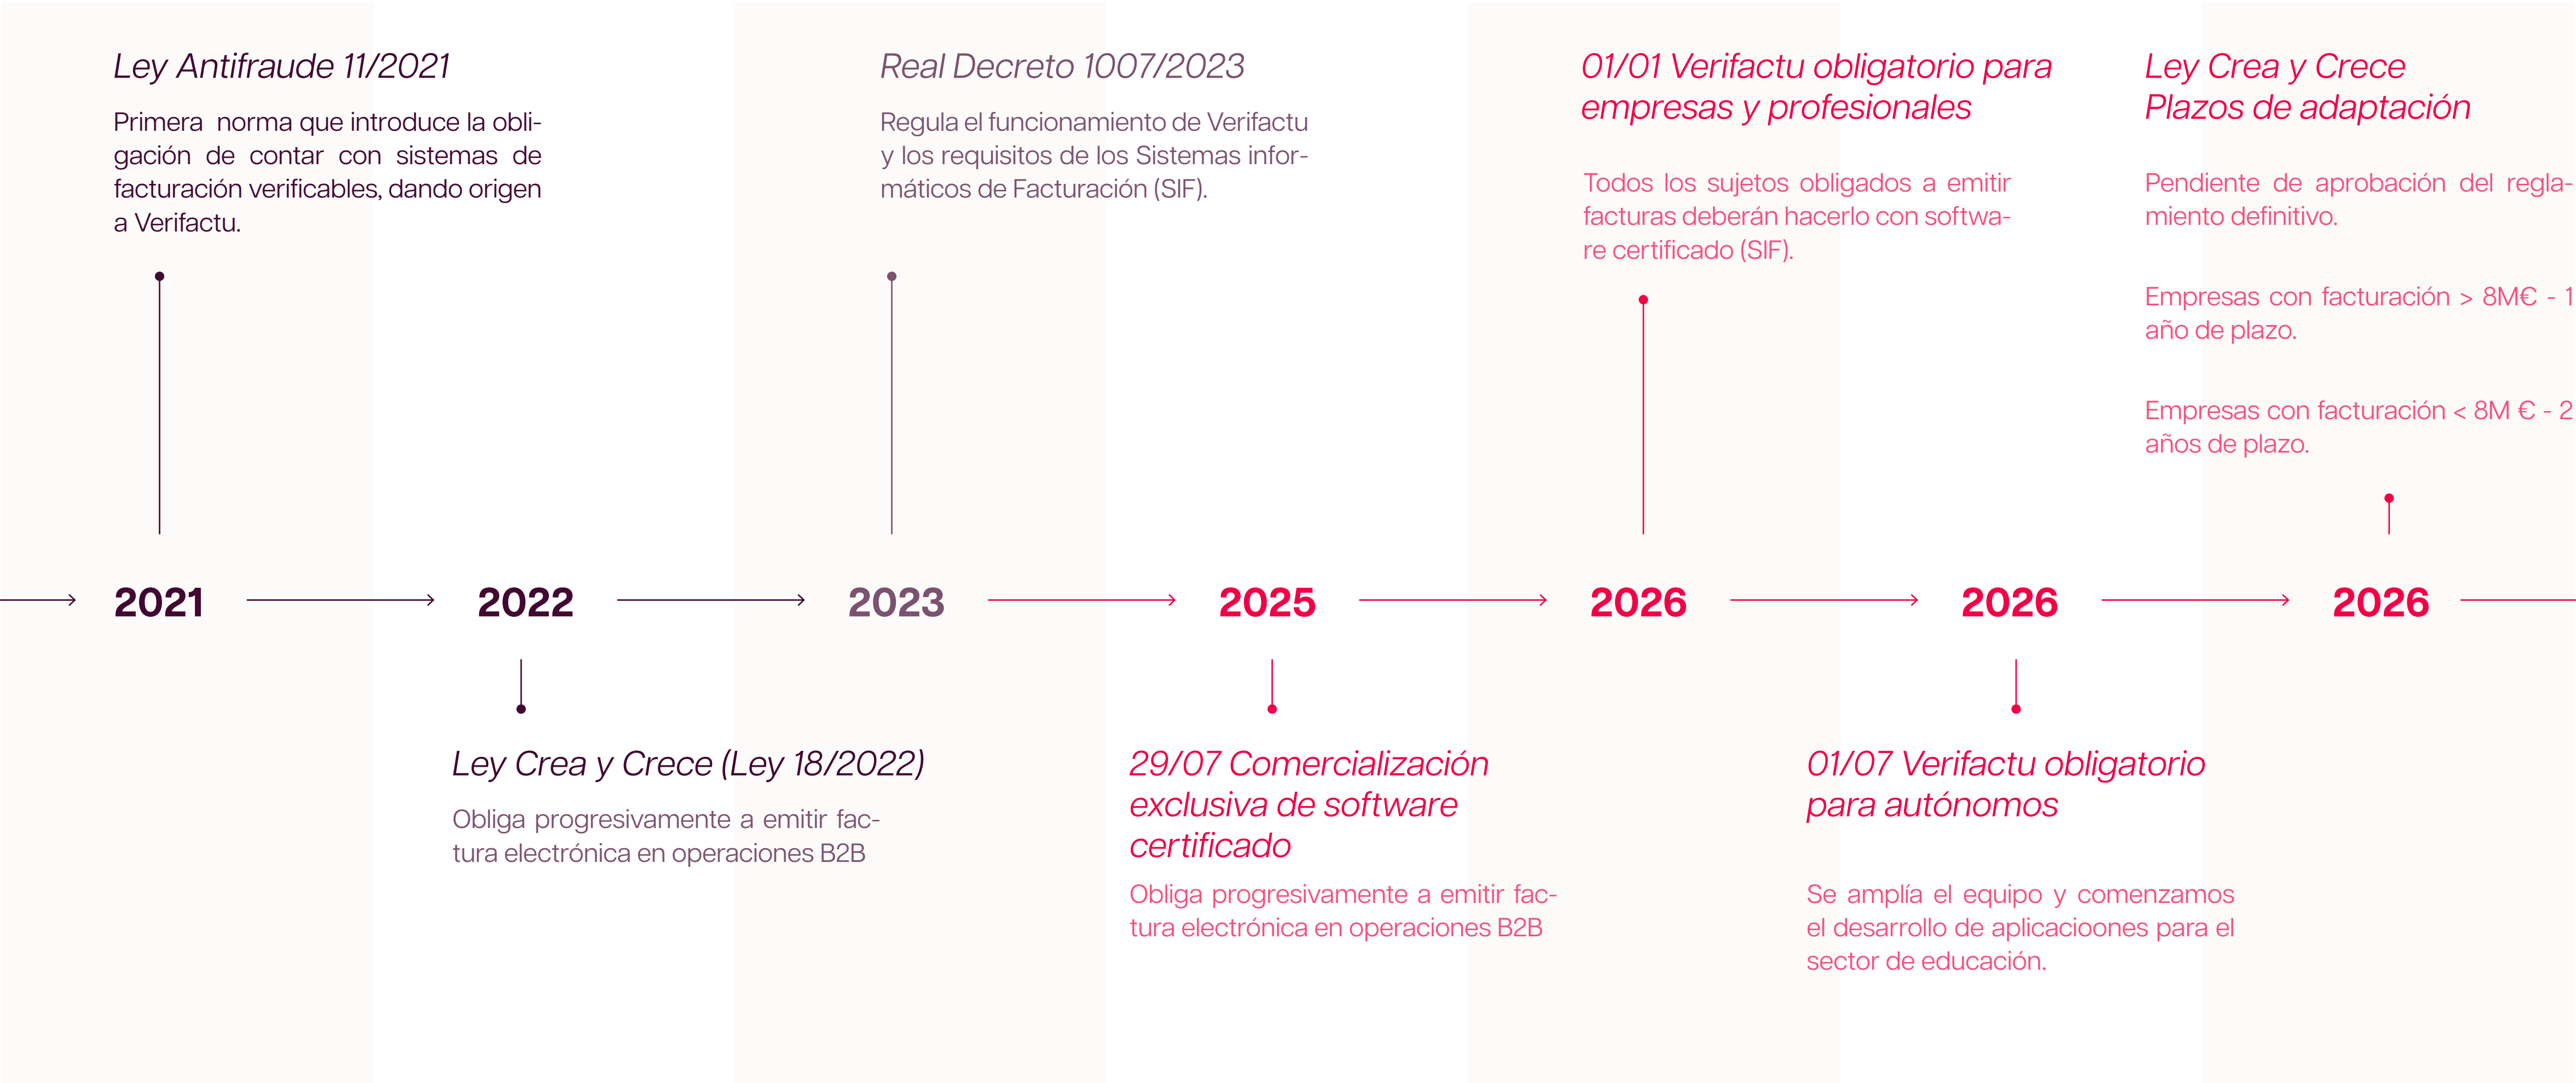 Ley Antifraude 11/2021
Primera norma que introduce la obli-
gación de contar con sistemas de
facturación verificables, dando origen
a Verifactu.
Real Decreto 1007/2023
Regula el funcionamiento de Verifactu
y los requisitos de los Sistemas infor-
máticos de Facturación (SIF).
01/01 Verifactu obligatorio para
empresas y profesionales
Todos los sujetos obligados a emitir
facturas deberán hacerlo con softwa-
re certificado (SIF).
Ley Crea y Crece
Plazos de adaptación
Pendiente de aprobación del regla-
miento definitivo.
Empresas con facturación > 8M€ - 1
año de plazo.
Empresas con facturación < 8M € - 2
años de plazo.
2021
2022
2023
2025
2026
2026
2026
Ley Crea y Crece (Ley 18/2022)
Obliga progresivamente a emitir fac-
tura electrónica en operaciones B2B
29/07 Comercialización
exclusiva de software
certificado
Obliga progresivamente a emitir fac-
tura electrónica en operaciones B2B
01/07 Verifactu obligatorio
para autónomos
Se amplía el equipo y comenzamos
el desarrollo de aplicacioones para el
sector de educación.